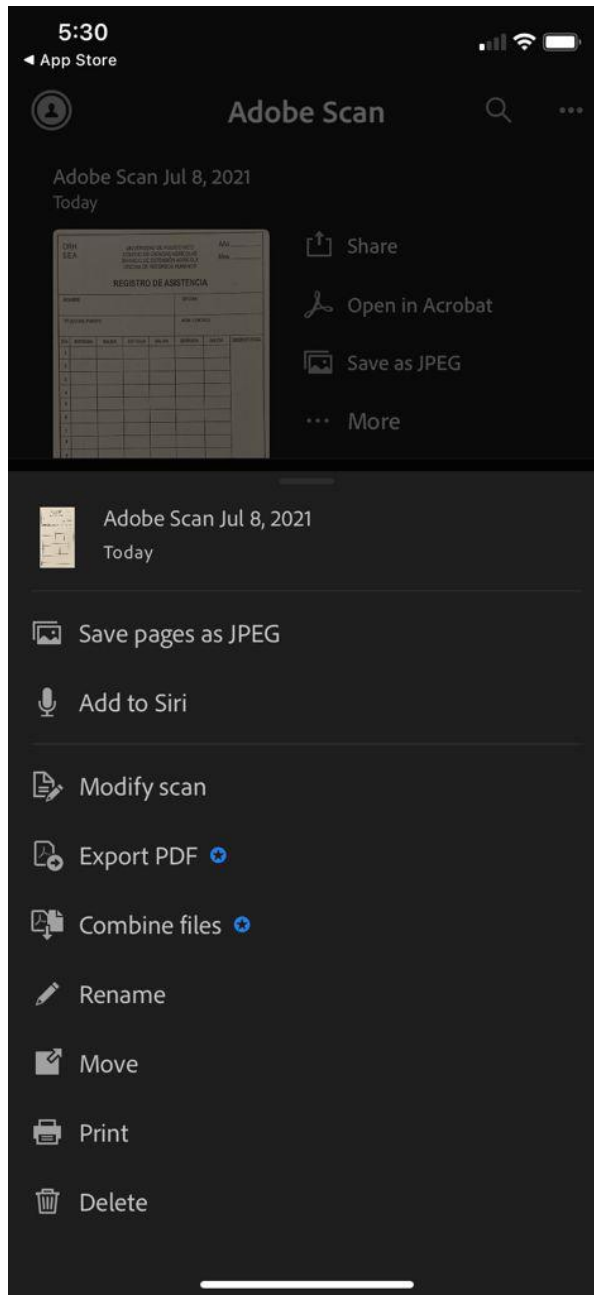 5:30
◀ App Store
Adobe Scan
Adobe Scan Jul 8, 2021
Today
REGISTRO DE ASISTENCIA
Share
Open in Acrobat
Save as JPEG
More
Adobe Scan Jul 8, 2021
Today
Save pages as JPEG
Add to Siri
Modify scan
Export PDF
Combine files
Rename
Move
Print
Delete